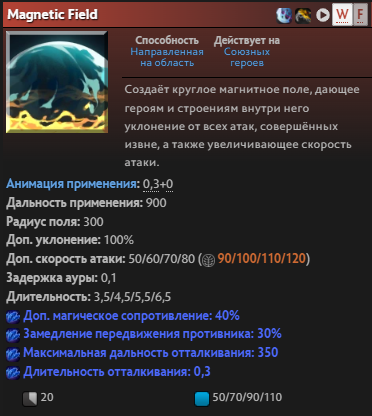 Magnetic Field
W F
Способность
Направленная
на область
Действует на
Союзных
героев
Создаёт круглое магнитное поле, дающее
героям и строениям внутри него
уклонение от всех атак, совершённых
извне, а также увеличивающее скорость
атаки.
Анимация применения: 0,3+0
Дальность применения: 900
Радиус поля: 300
Доп. уклонение: 100%
Доп. скорость атаки: 50/60/70/80 (90/100/110/120)
Задержка ауры: 0,1
Длительность: 3,5/4,5/5,5/6,5
Доп. магическое сопротивление: 40%
Замедление передвижения противника: 30%
Максимальная дальность отталкивания: 350
Длительность отталкивания: 0,3
20 50/70/90/110